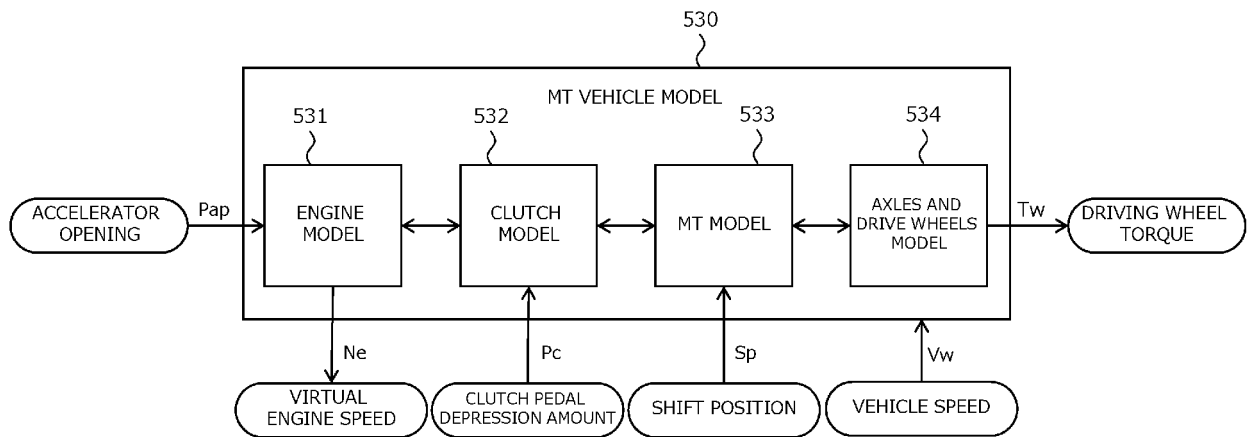 530
MT VEHICLE MODEL
531
532
533
534
ACCELERATOR
OPENING
Pap
ENGINE
MODEL
CLUTCH
MODEL
MT MODEL
AXLES AND
DRIVE WHEELS
MODEL
Tw
DRIVING WHEEL
TORQUE
Ne
Pc
Sp
Vw
VIRTUAL
ENGINE SPEED
CLUTCH PEDAL
DEPRESSION AMOUNT
SHIFT POSITION
VEHICLE SPEED